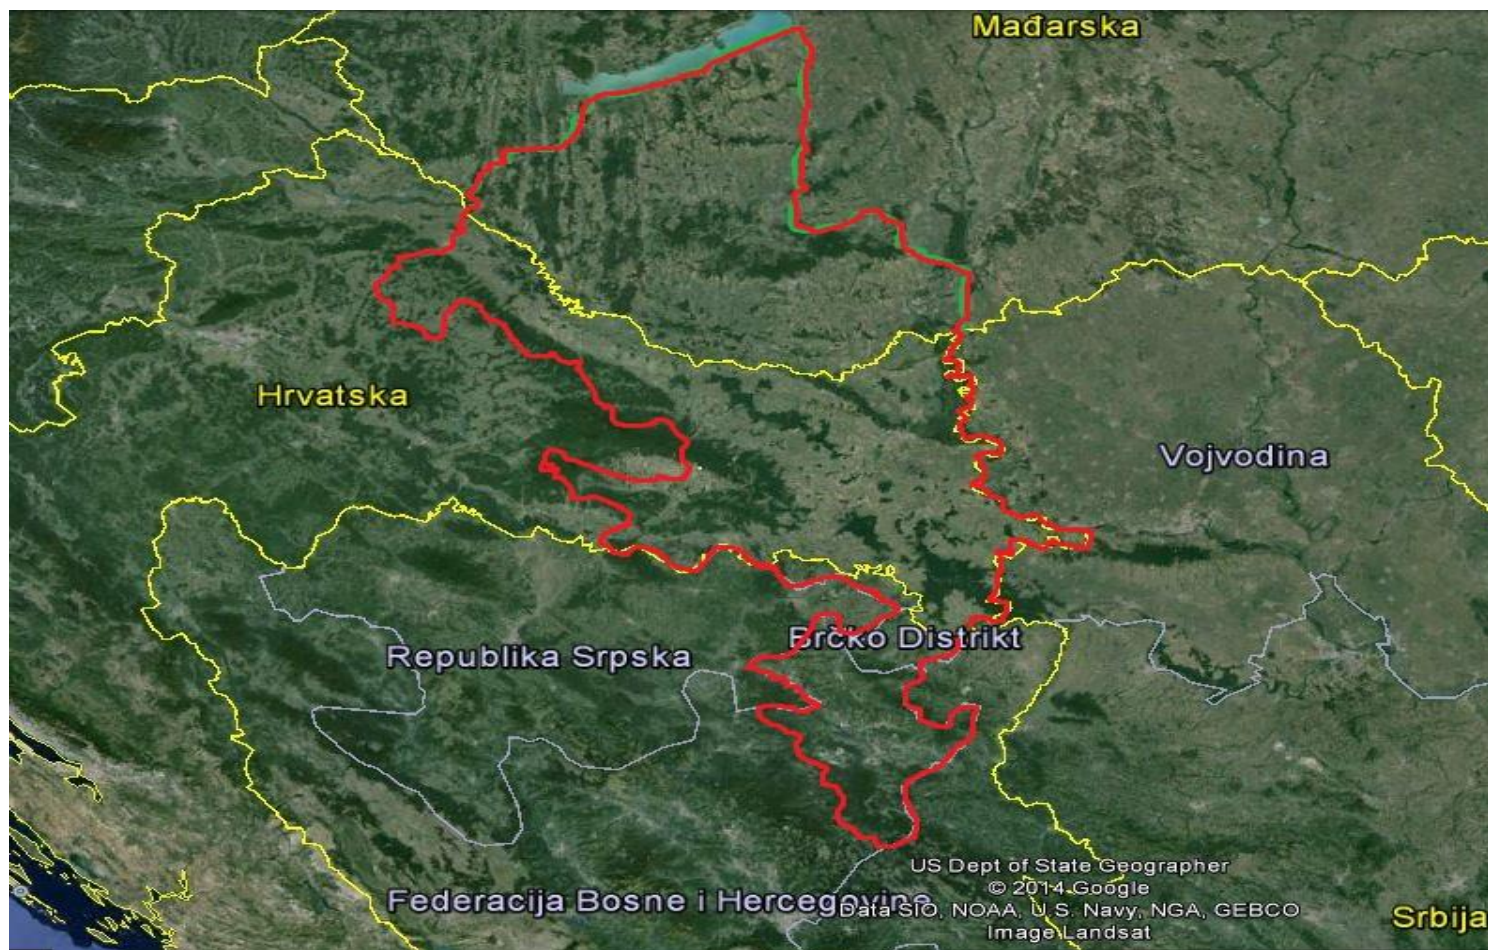 Mađarska
Hrvatska
Vojvodina
Brčko Distrikt
Republika Srpska
US Dept of State Geographer
© 2014 Google
Federacija Bosne i Hercegovine
Data SIO, NOAA, U.S. Navy, NGA, GEBCO
Image Landsat
Srbija